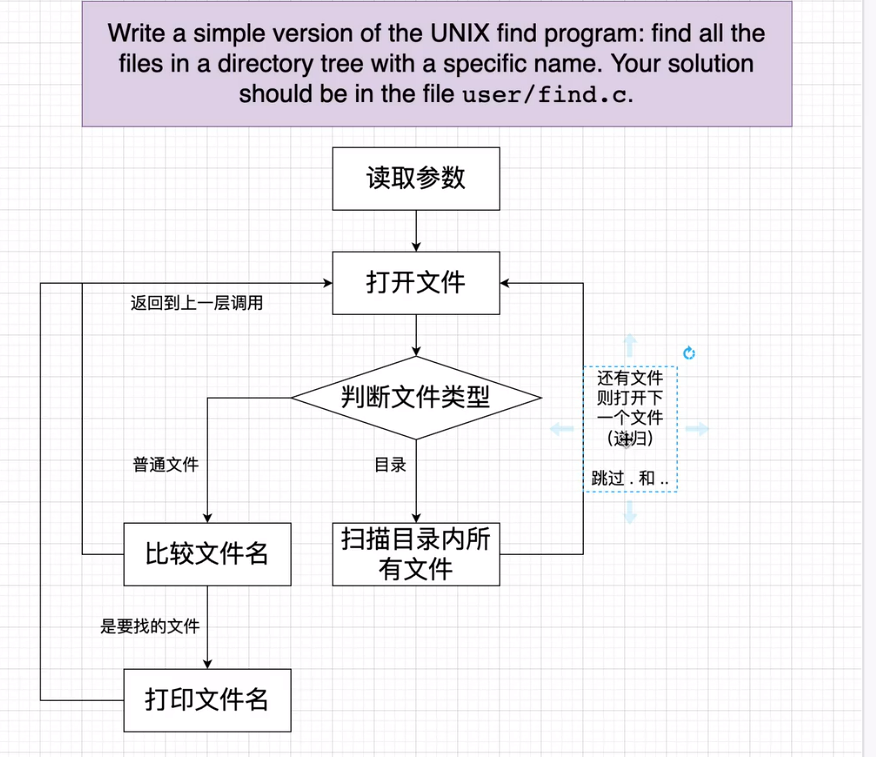 Write a simple version of the UNIX find program: find all the
files in a directory tree with a specific name. Your solution
should be in the file user/find.c.
读取参数
打开文件
返回到上一层调用
判断文件类型
还有文件
则打开下
一个文件
（递归）
跳过 . 和 ..
普通文件
目录
比较文件名
扫描目录内所
有文件
是要找的文件
打印文件名